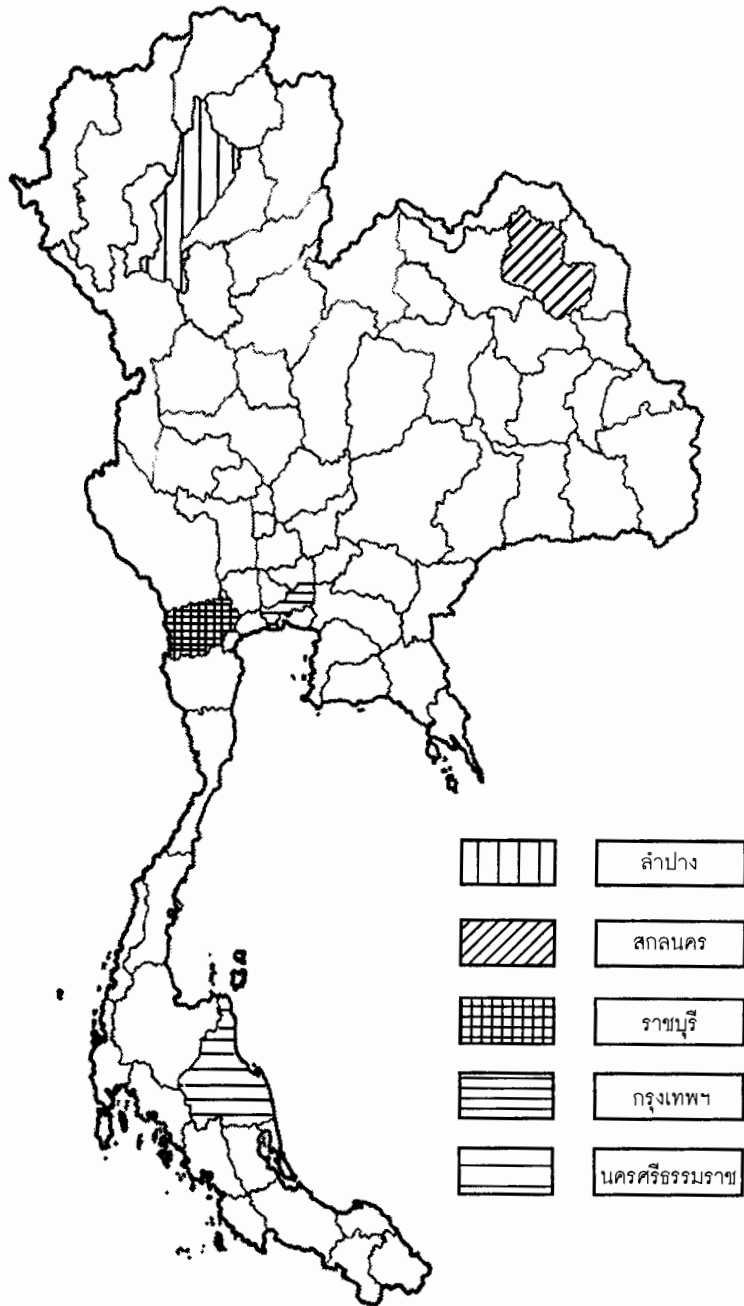 ลำปาง
สกลนคร
ราชบุรี
กรุงเทพฯ
นครศรีธรรมราช